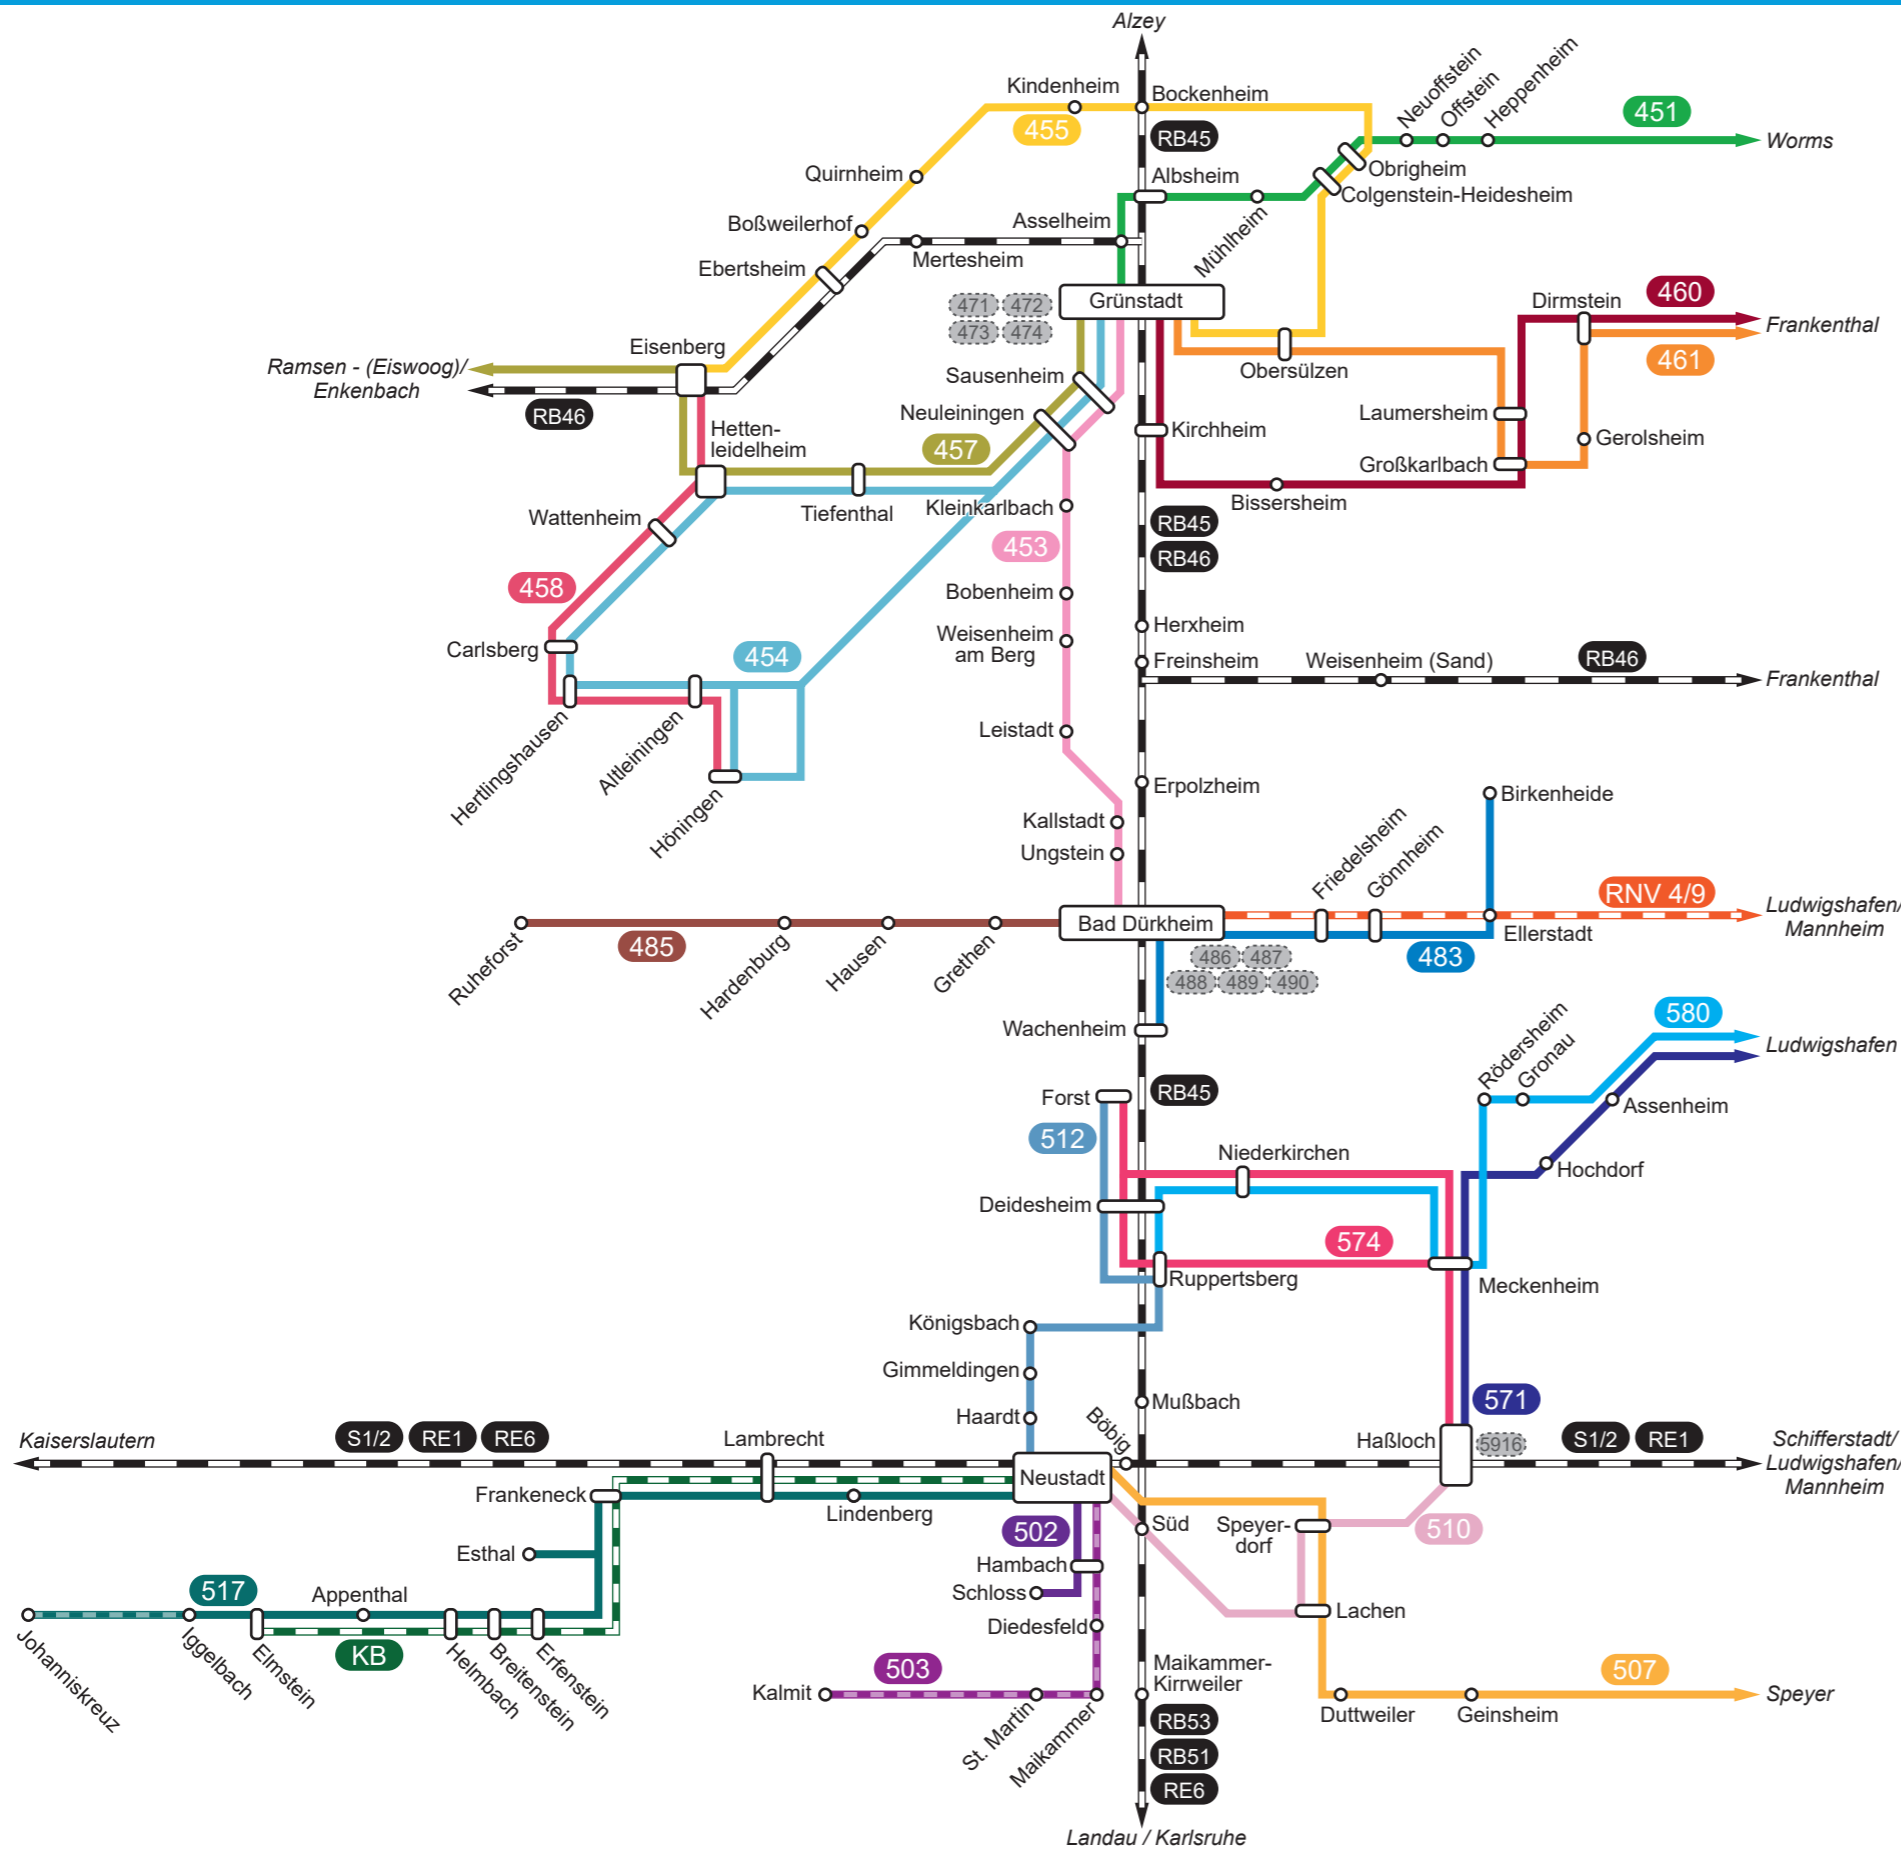 Alzey
Kindenheim
Bockenheim
Neuoffstein
Offstein
Heppenheim
451
455
RB45
Worms
Quirnheim
Albsheim
Obrigheim
Colgenstein-Heidesheim
Boßweilerhof
Asselheim
Mühlheim
Ebertsheim
Mertesheim
471 472
473 474
Grünstadt
Dirmstein
460
Frankenthal
461
Eisenberg
Ramsen - (Eiswoog)/
Enkenbach
RB46
Sausenheim
Obersülzen
Neuleiningen
Laumersheim
Hetten-
leidelheim
457
Kirchheim
Gerolsheim
Großkarlbach
Bissersheim
Wattenheim
Tiefenthal
Kleinkarlbach
RB45
RB46
453
458
Bobenheim
Weisenheim
am Berg
Herxheim
Carlsberg
454
Freinsheim
Weisenheim (Sand)
RB46
Frankenthal
Hertlingshausen
Altleiningen
Höningen
Leistadt
Erpolzheim
Birkenheide
Kallstadt
Ungstein
Friedelsheim
Gönnheim
RNV 4/9
Ludwigshafen/
Mannheim
Bad Dürkheim
Ellerstadt
483
485
Ruheforst
Hardenburg
Hausen
Grethen
486 487
488 489 490
Wachenheim
580
Ludwigshafen
Rödersheim
Gronau
Assenheim
Forst
RB45
512
Niederkirchen
Hochdorf
Deidesheim
574
Ruppertsberg
Meckenheim
Königsbach
Gimmeldingen
Haardt
Mußbach
571
Böbig
Kaiserslautern
S1/2 RE1 RE6
Lambrecht
Neustadt
Haßloch
5916
S1/2 RE1
Schifferstadt/
Ludwigshafen/
Mannheim
Frankeneck
Lindenberg
502
Süd
Speyer-
dorf
510
Esthal
Hambach
Schloss
517
Appenthal
Lachen
Diedesfeld
Johanniskreuz
Iggelbach
Elmstein
KB
Helmbach
Breitenstein
Erfenstein
503
Kalmit
St. Martin
Maikammer
Maikammer-
Kirrweiler
507
Speyer
Duttweiler
Geinsheim
RB53
RB51
RE6
Landau / Karlsruhe